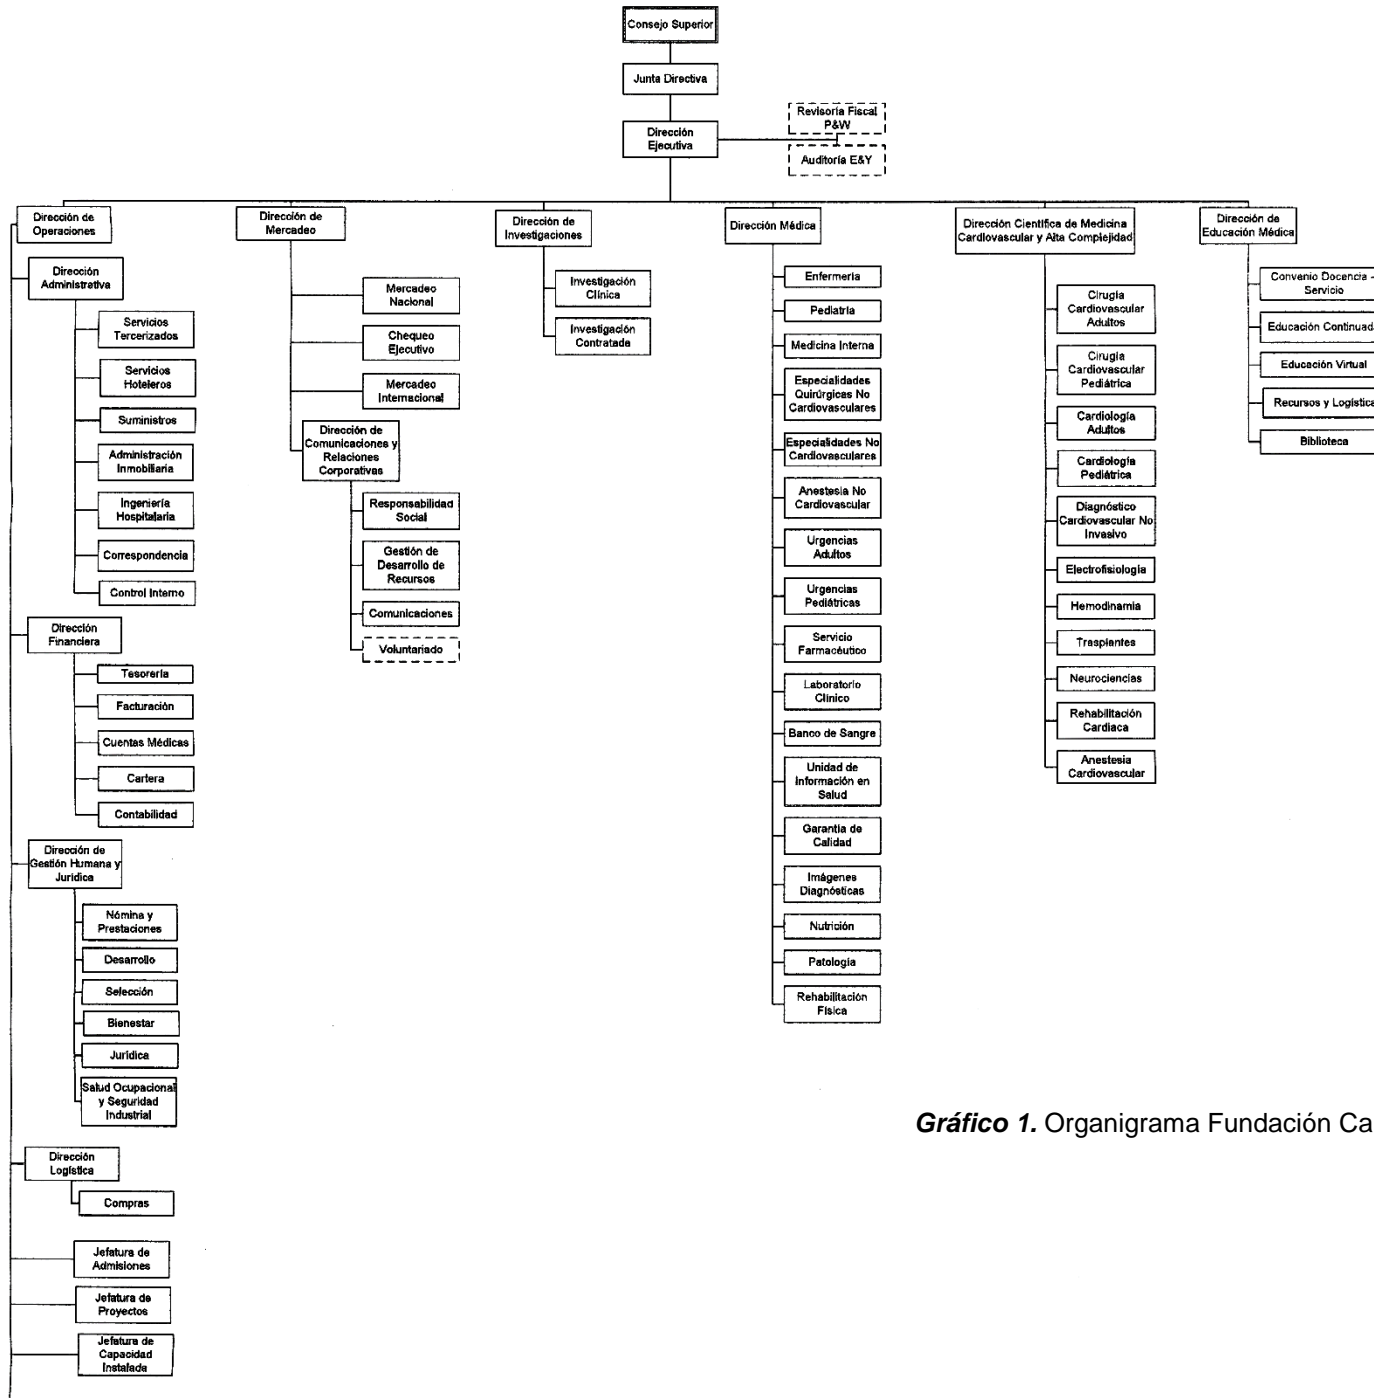 Consejo Superior
Junta Directiva
Dirección
Ejecutiva
Revisoría Fiscal
P&W
Auditoría E&Y
Dirección de
Operaciones
Dirección
Administrativa
Servicios
Tercerizados
Servicios
Hoteleros
Suministros
Administración
Inmobiliaria
Ingeniería
Hospitalaria
Correspondencia
Control Interno
Dirección
Financiera
Tesorería
Facturación
Cuentas Médicas
Cartera
Contabilidad
Dirección de
Gestión Humana y
Jurídica
Nómina y
Prestaciones
Desarrollo
Selección
Bienestar
Jurídica
Salud Ocupacional
y Seguridad
Industrial
Dirección
Logística
Compras
Jefatura de
Admisiones
Jefatura de
Proyectos
Jefatura de
Capacidad
Instalada
Dirección de
Mercadeo
Mercadeo
Nacional
Chequeo
Ejecutivo
Mercadeo
Internacional
Dirección de
Comunicaciones y
Relaciones
Corporativas
Responsabilidad
Social
Gestión de
Desarrollo de
Recursos
Comunicaciones
Voluntariado
Dirección de
Investigaciones
Investigación
Clínica
Investigación
Contratada
Dirección Médica
Enfermería
Pediatría
Medicina Interna
Especialidades
Quirúrgicas No
Cardiovasculares
Especialidades No
Cardiovasculares
Anestesia No
Cardiovascular
Urgencias
Adultos
Urgencias
Pediátricas
Servicio
Farmacéutico
Laboratorio
Clínico
Banco de Sangre
Unidad de
Información en
Salud
Garantía de
Calidad
Imágenes
Diagnósticas
Nutrición
Patología
Rehabilitación
Física
Dirección Científica de Medicina
Cardiovascular y Alta Complejidad
Cirugía
Cardiovascular
Adultos
Cirugía
Cardiovascular
Pediátrica
Cardiología
Adultos
Cardiología
Pediátrica
Diagnóstico
Cardiovascular No
Invasivo
Electrofisiología
Hemodinamia
Trasplantes
Neurociencias
Rehabilitación
Cardiaca
Anestesia
Cardiovascular
Dirección de
Educación Médica
Convenio Docencia -
Servicio
Educación Continuada
Educación Virtual
Recursos y Logística
Biblioteca
Gráfico 1. Organigrama Fundación Ca